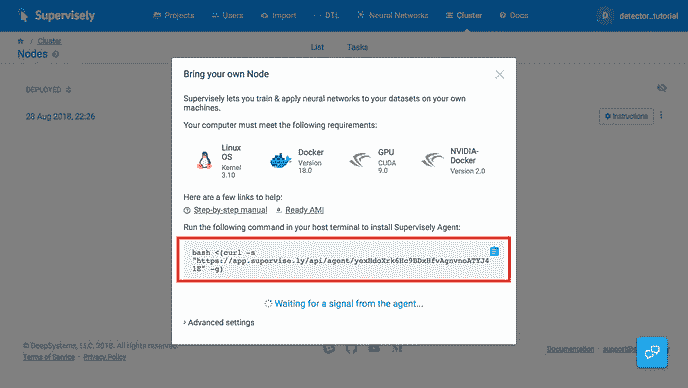 Supervisely
Projects
Users
Import
DTL
Neural Networks
Cluster
Docs
D
detector_tutorial
/ Cluster
Nodes
List
Tasks
DEPLOYED
28 Aug 2018, 22:26
Instructions
Bring your own Node
Supervisely lets you train & apply neural networks to your datasets on your own
machines.
Your computer must meet the following requirements:
Linux
OS
Kernel
3.10
Docker
Version
18.0
GPU
CUDA
9.0
NVIDIA-
Docker
Version 2.0
Here are a few links to help:
Step-by-step manual
Ready AMI
Run the following command in your host terminal to install Supervisely Agent:
bash <(curl -s
"https://app.supervise.ly/api/agent/
-g)
Waiting for a signal from the agent...
› Advanced settings
© DeepSystems, LLC, 2018. All rights reserved.
Terms of Service · Privacy Policy
Documentation